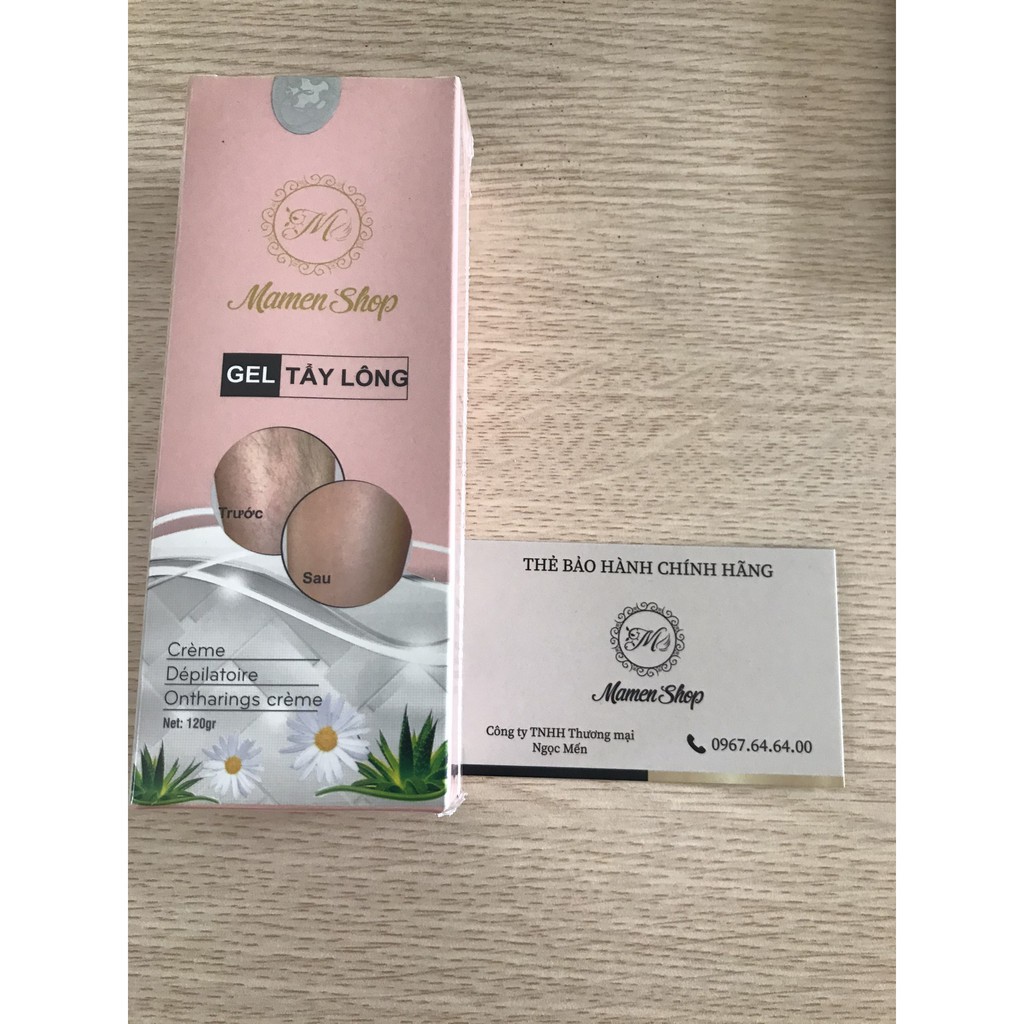 M
Mamen Shop
GEL TẨY LÔNG
Trước
Sau
Crème
Dépilatoire
Ontharings crème
Net: 120gr
THẺ BẢO HÀNH CHÍNH HÃNG
M
Mamen Shop
Công ty TNHH Thương mại
Ngọc Mến
0967.64.64.00